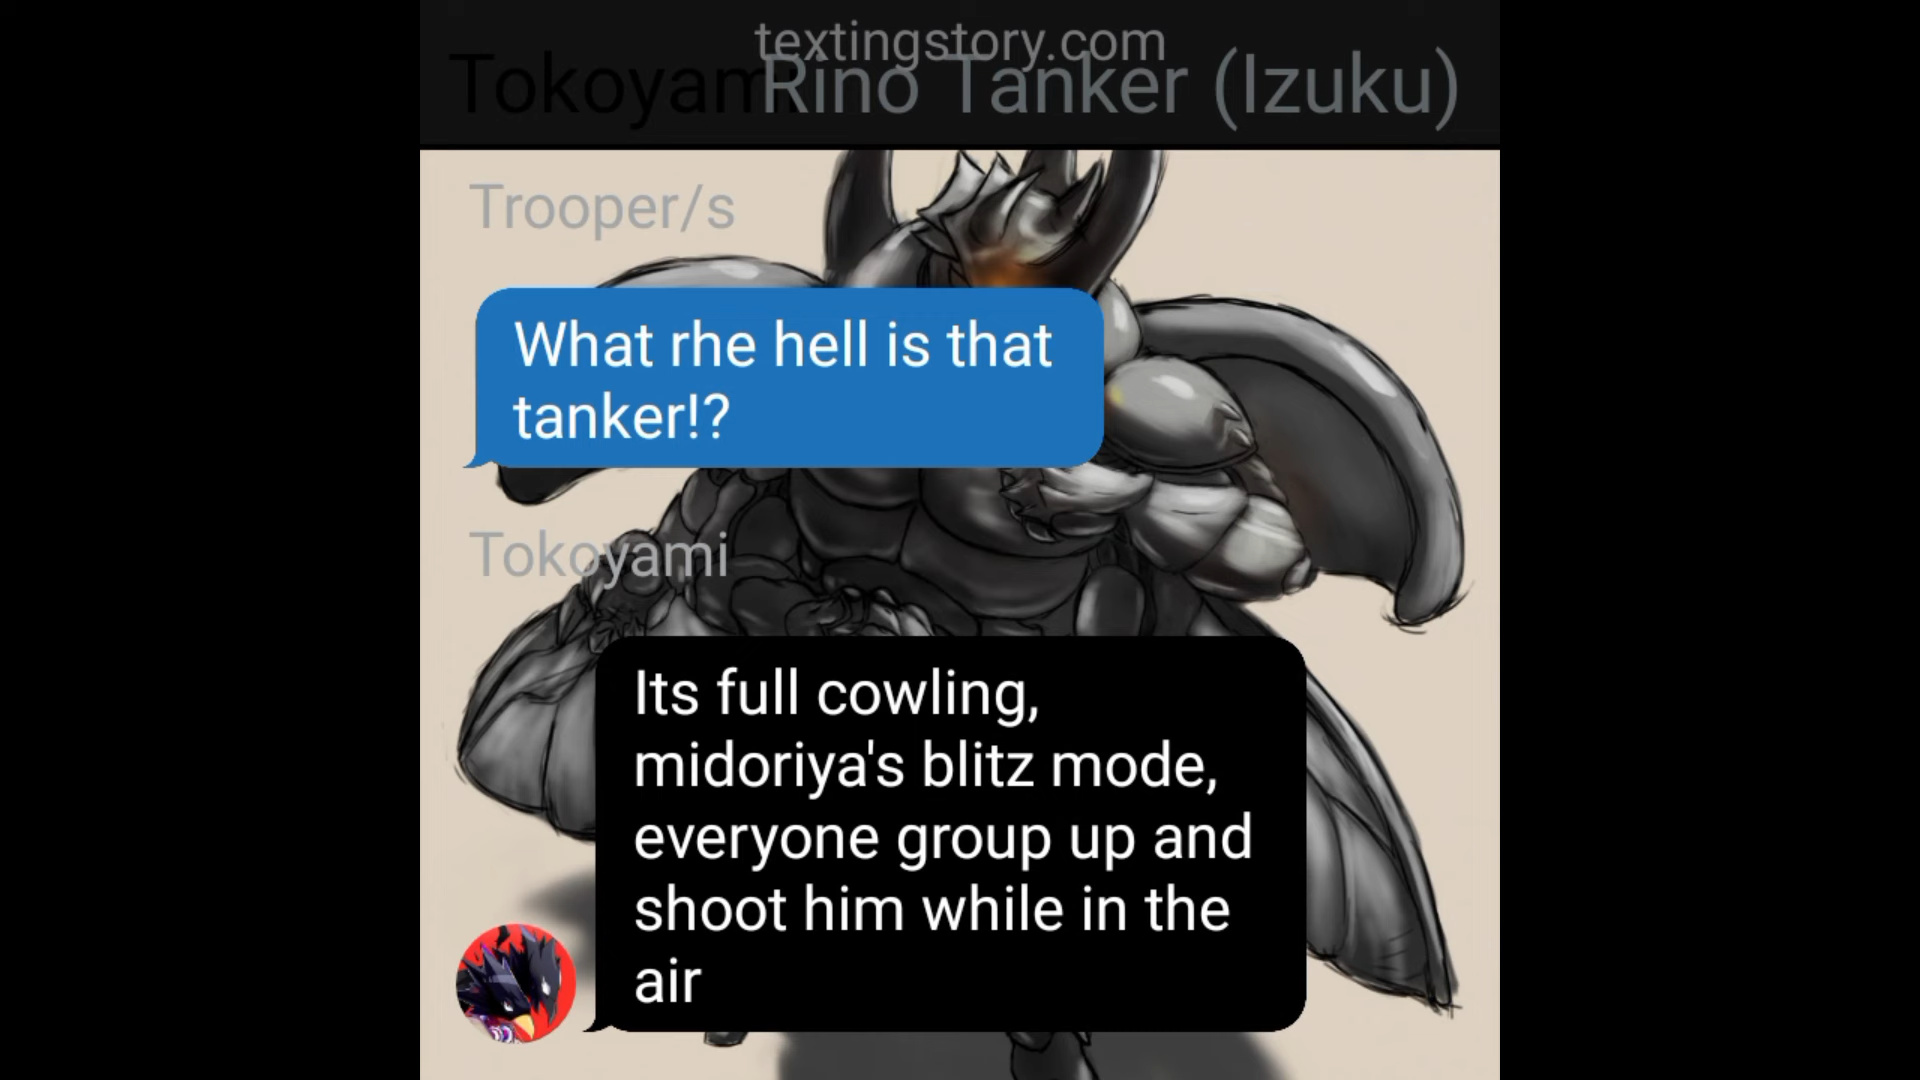 textingstory.com
Tokoyami Rino Tanker (Izuku)
Trooper/s
What rhe hell is that
tanker!?
Tokoyami
Its full cowling,
midoriya's blitz mode,
everyone group up and
shoot him while in the
air